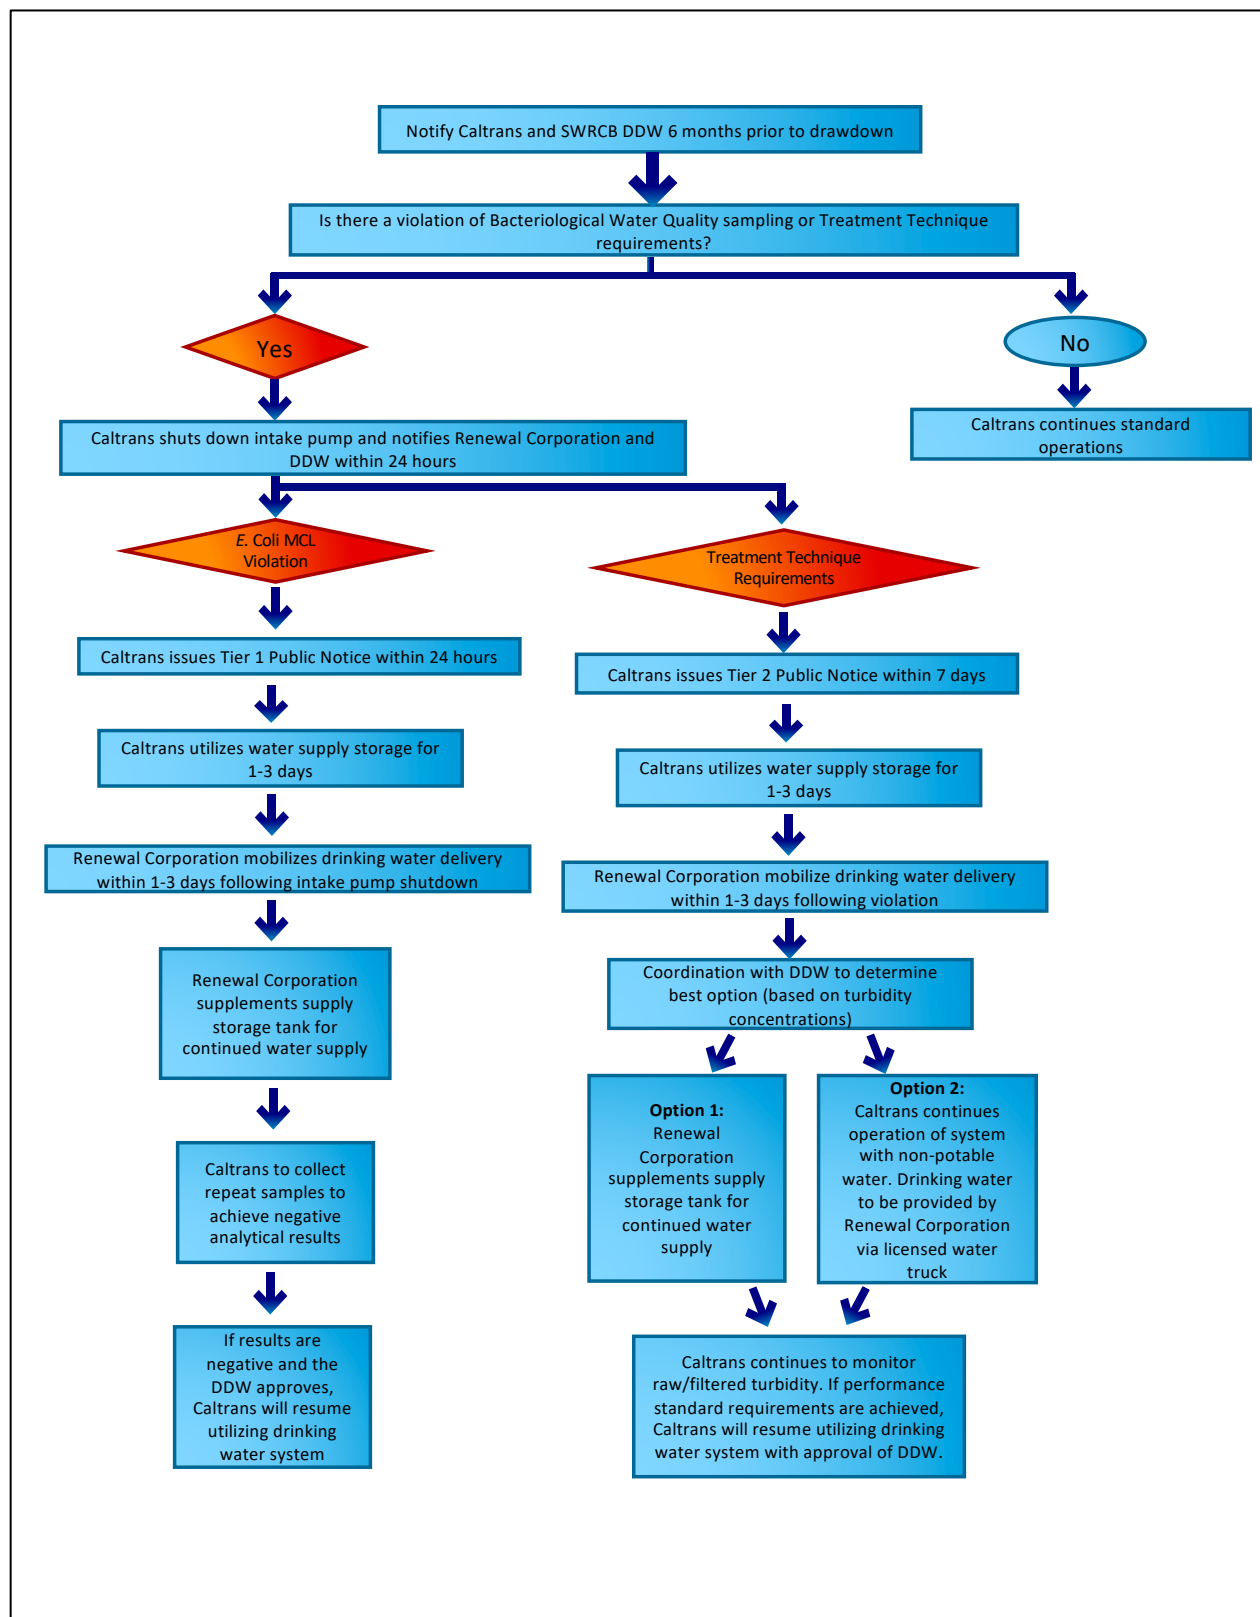 Notify Caltrans and SWRCB DDW 6 months prior to drawdown
Is there a violation of Bacteriological Water Quality sampling or Treatment Technique
requirements?
Yes
No
Caltrans shuts down intake pump and notifies Renewal Corporation and
DDW within 24 hours
Caltrans continues standard
operations
E. Coli MCL
Violation
Treatment Technique
Requirements
Caltrans issues Tier 1 Public Notice within 24 hours
Caltrans utilizes water supply storage for
1-3 days
Renewal Corporation mobilizes drinking water delivery
within 1-3 days following intake pump shutdown
Renewal Corporation
supplements supply
storage tank for
continued water supply
Caltrans to collect
repeat samples to
achieve negative
analytical results
If results are
negative and the
DDW approves,
Caltrans will resume
utilizing drinking
water system
Caltrans issues Tier 2 Public Notice within 7 days
Caltrans utilizes water supply storage for
1-3 days
Renewal Corporation mobilize drinking water delivery
within 1-3 days following violation
Coordination with DDW to determine
best option (based on turbidity
concentrations)
Option 1:
Renewal
Corporation
supplements supply
storage tank for
continued water
supply
Option 2:
Caltrans continues
operation of system
with non-potable
water. Drinking water
to be provided by
Renewal Corporation
via licensed water
truck
Caltrans continues to monitor
raw/filtered turbidity. If performance
standard requirements are achieved,
Caltrans will resume utilizing drinking
water system with approval of DDW.